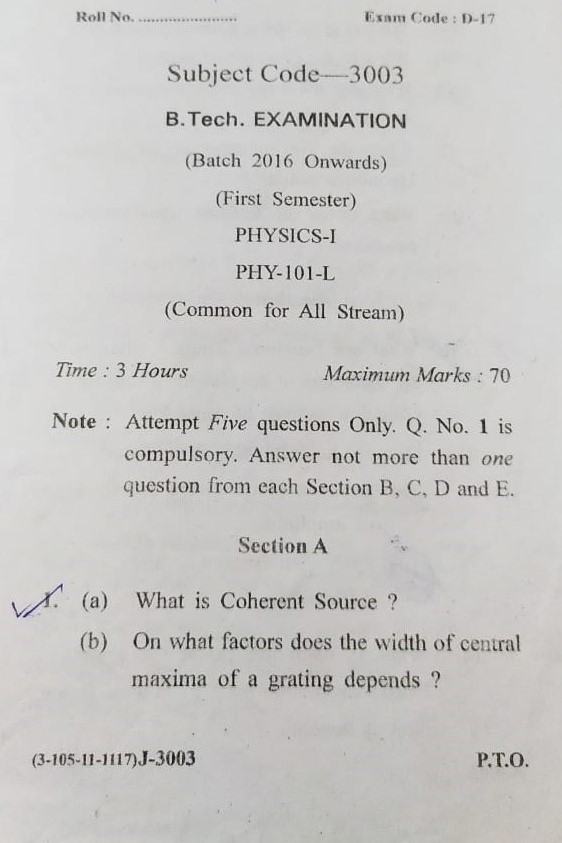 Roll No. ........................ Exam Code : D-17
Subject Code—3003
B.Tech. EXAMINATION
(Batch 2016 Onwards)
(First Semester)
PHYSICS-I
PHY-101-L
(Common for All Stream)
Time : 3 Hours Maximum Marks : 70
Note : Attempt Five questions Only. Q. No. 1 is
compulsory. Answer not more than one
question from each Section B, C, D and E.
Section A
1. (a) What is Coherent Source ?
(b) On what factors does the width of central
maxima of a grating depends ?
(3-105-11-1117)J-3003 P.T.O.